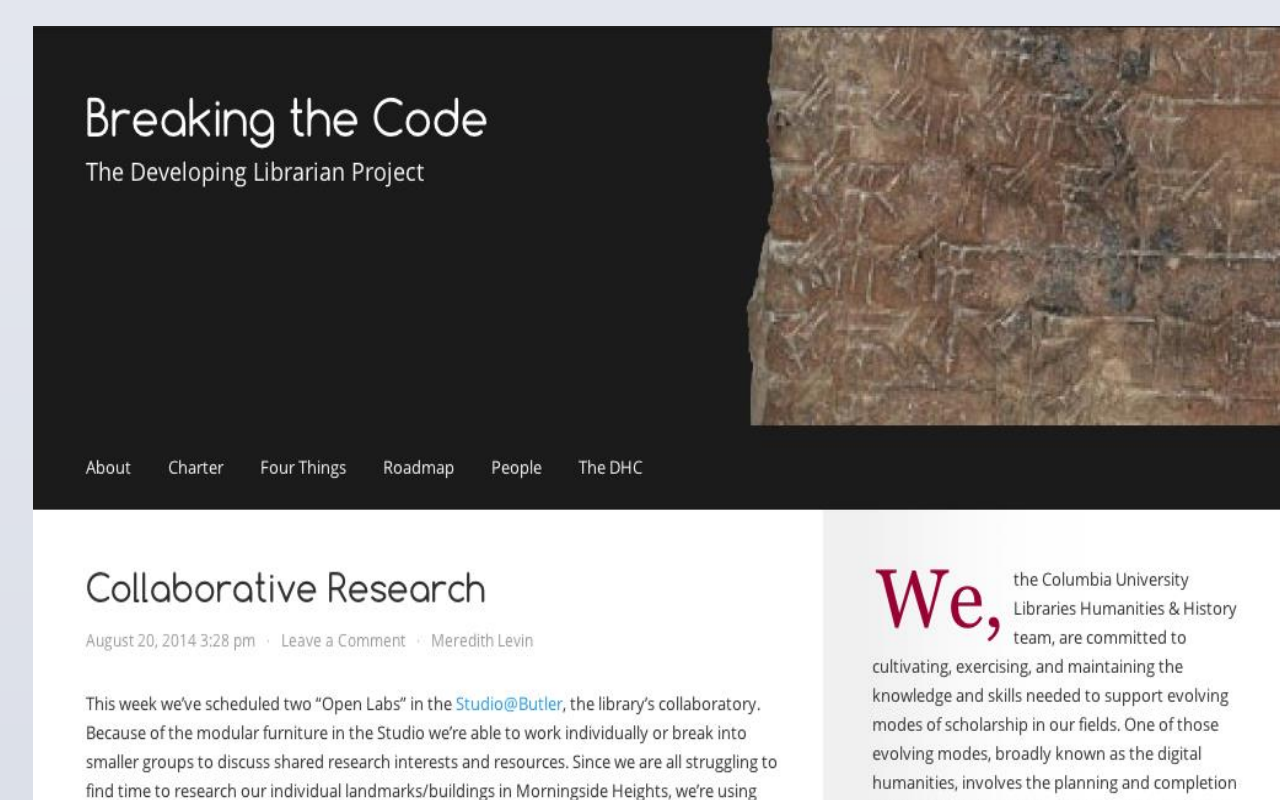 Breaking the Code
The Developing Librarian Project
About Charter Four Things Roadmap People The DHC
Collaborative Research
August 20, 2014 3:28 pm · Leave a Comment · Meredith Levin
This week we’ve scheduled two “Open Labs” in the Studio@Butler, the library’s collaboratory.
Because of the modular furniture in the Studio we’re able to work individually or break into
smaller groups to discuss shared research interests and resources. Since we are all struggling to
find time to research our individual landmarks/buildings in Morningside Heights, we’re using
We, the Columbia University
Libraries Humanities & History
team, are committed to
cultivating, exercising, and maintaining the
knowledge and skills needed to support evolving
modes of scholarship in our fields. One of those
evolving modes, broadly known as the digital
humanities, involves the planning and completion